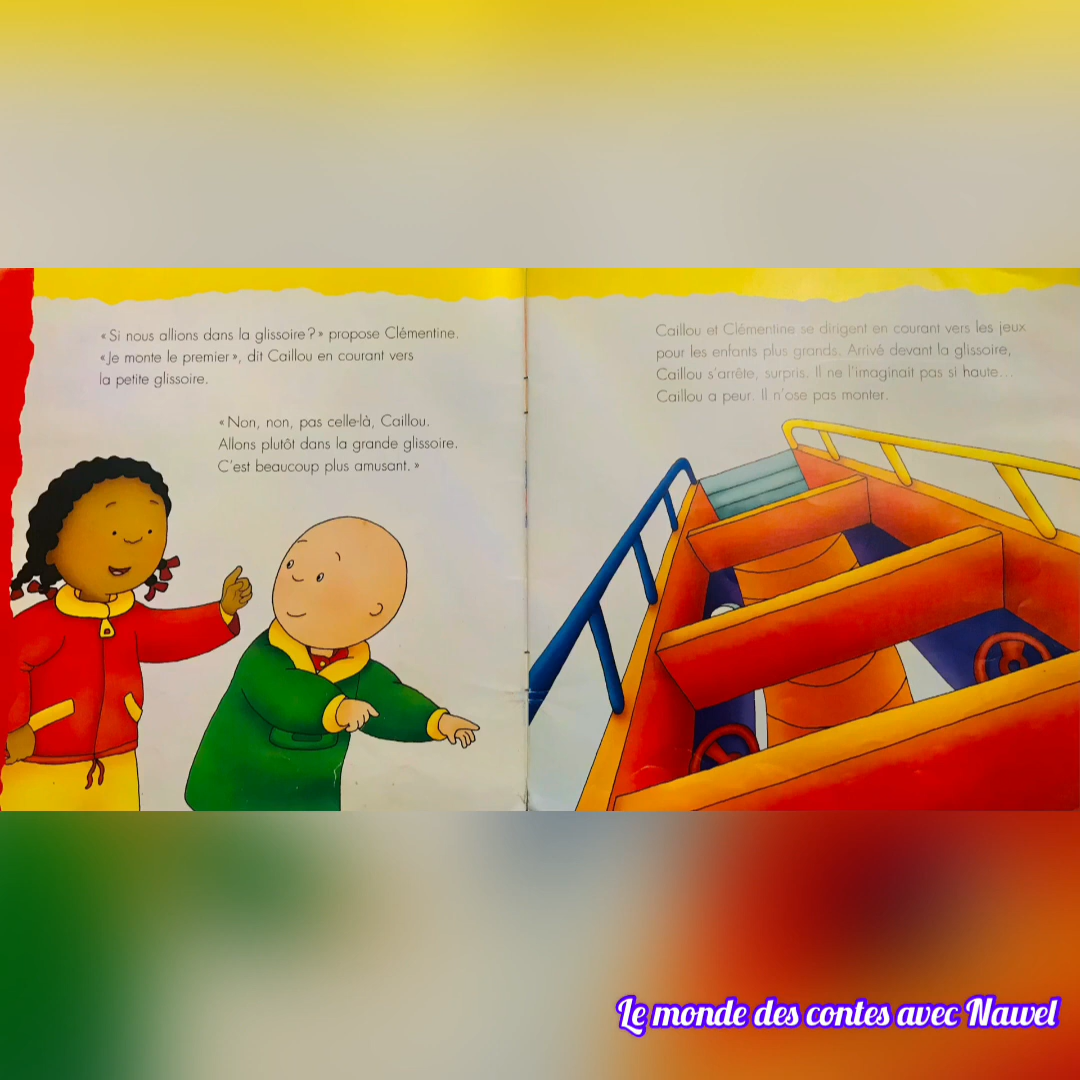 « Si nous allions dans la glissoire ? » propose Clémentine.
« Je monte le premier », dit Caillou en courant vers
la petite glissoire.
« Non, non, pas celle-là, Caillou.
Allons plutôt dans la grande glissoire.
C'est beaucoup plus amusant. »
Caillou et Clémentine se dirigent en courant vers les jeux
pour les enfants plus grands. Arrivé devant la glissoire,
Caillou s'arrête, surpris. Il ne l'imaginait pas si haute...
Caillou a peur. Il n'ose pas monter.
Le monde des contes avec Nawel